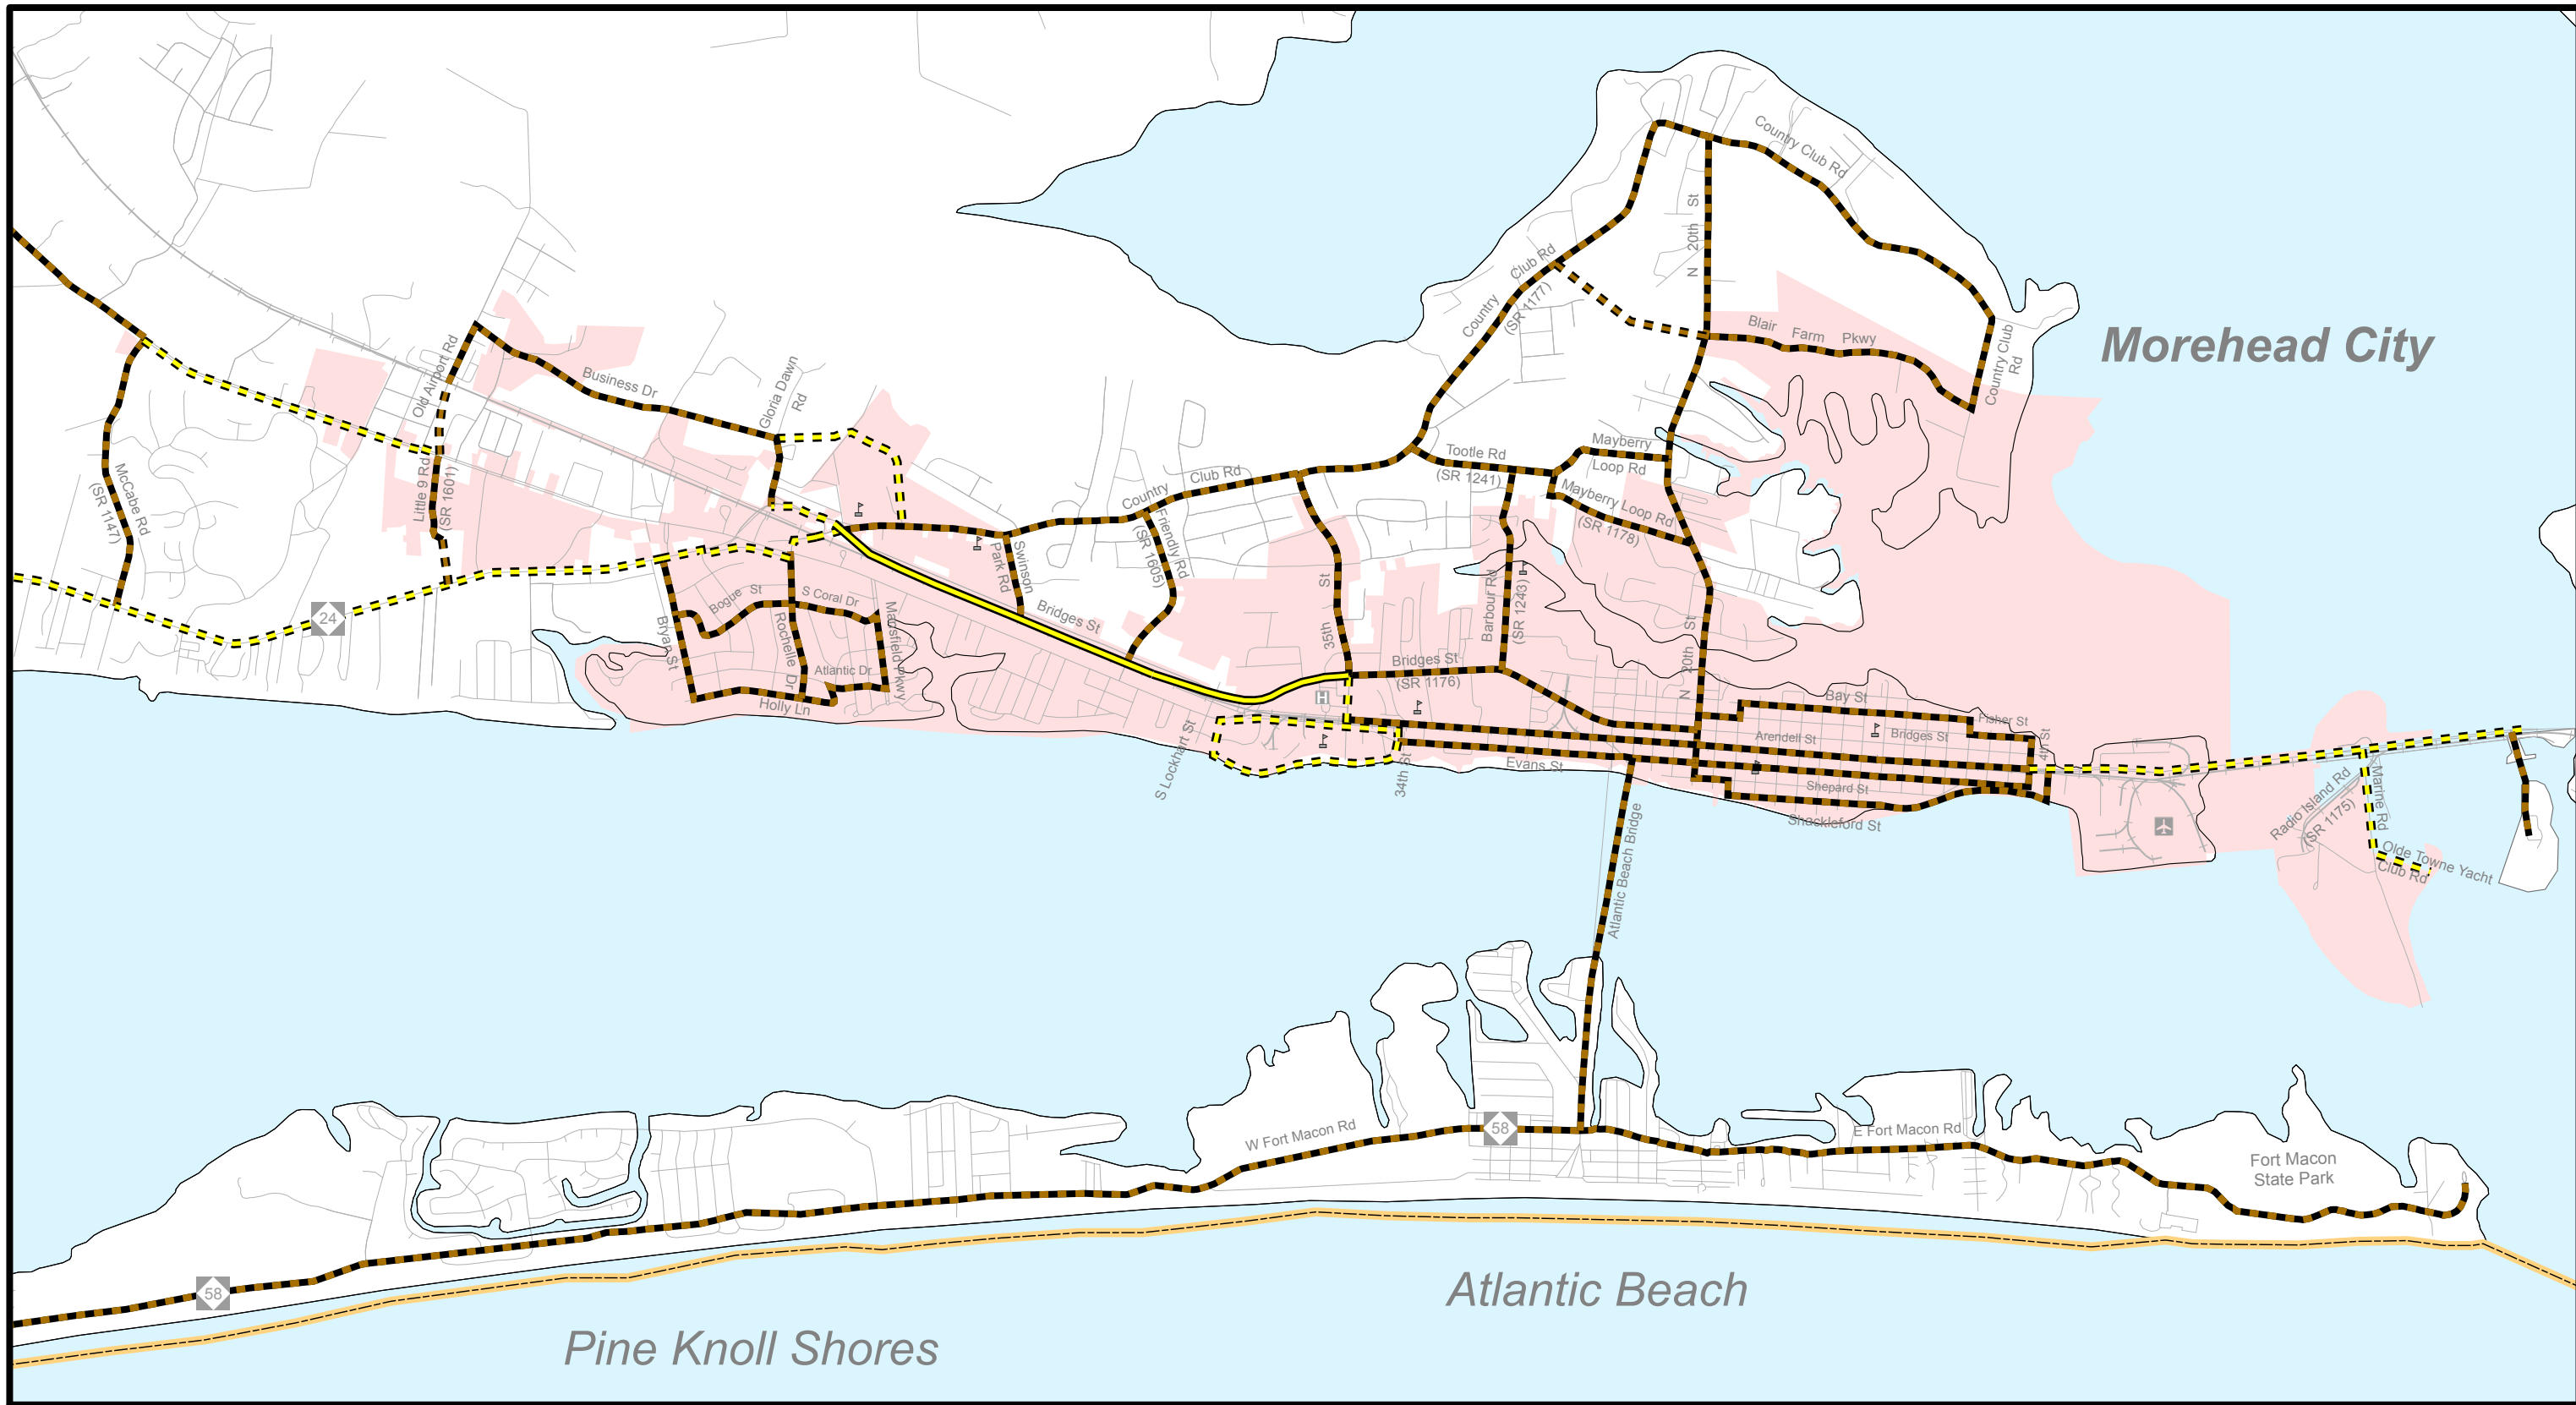 Country Club Rd
N 20th St
Country Club Rd
(SR 1177)
Blair Farm Pkwy
Country Club
Rd
Morehead City
Old Airport Rd
Business Dr
Gloria Dawn
Rd
Little 9 Rd
(SR 1601)
McCabe Rd
(SR 1147)
24
Country Club Rd
Tootle Rd
(SR 1241)
Mayberry
Loop Rd
Mayberry Loop Rd
(SR 1178)
Friendly Rd
(SR 1605)
Swinson
Park Rd
35th St
Barbour Rd
(SR 1243)
N 20th St
Bridges St
Bryan St
Bogue St
S Coral Dr
Rochelle Dr
Mansfield Pkwy
Atlantic Dr
Holly Ln
Bridges St
(SR 1176)
H
S Lockhart St
34th St
Evans St
Bay St
Fisher St
Arendell St
Bridges St
4th St
Shepard St
Shackleford St
Atlantic Beach Bridge
Radio Island Rd
(SR 1175)
Marine Rd
Olde Towne Yacht
Club Rd
W Fort Macon Rd
58
E Fort Macon Rd
Fort Macon
State Park
58
Atlantic Beach
Pine Knoll Shores